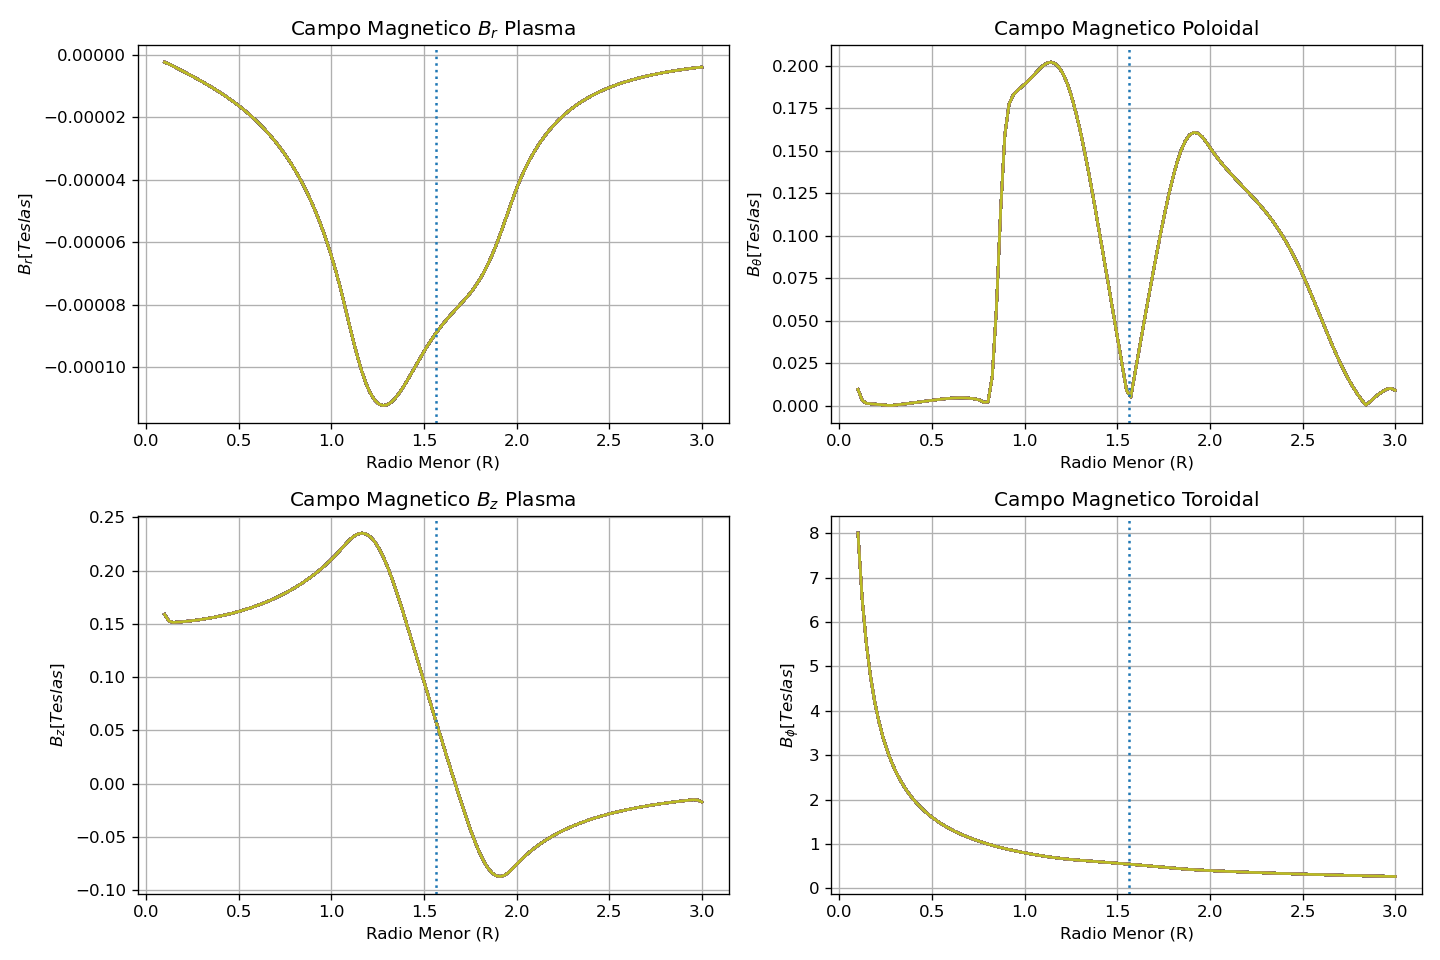 Campo Magnetico $B_r$ Plasma
0.00000
−0.00002
−0.00004
−0.00006
−0.00008
−0.00010
$B_r[Teslas]$
0.0 0.5 1.0 1.5 2.0 2.5 3.0
Radio Menor (R)
Campo Magnetico Poloidal
0.200
0.175
0.150
0.125
0.100
0.075
0.050
0.025
0.000
$B_θ[Teslas]$
0.0 0.5 1.0 1.5 2.0 2.5 3.0
Radio Menor (R)
Campo Magnetico $B_z$ Plasma
0.25
0.20
0.15
0.10
0.05
0.00
−0.05
−0.10
$B_z[Teslas]$
0.0 0.5 1.0 1.5 2.0 2.5 3.0
Radio Menor (R)
Campo Magnetico Toroidal
8
7
6
5
4
3
2
1
0
$B_ϕ[Teslas]$
0.0 0.5 1.0 1.5 2.0 2.5 3.0
Radio Menor (R)